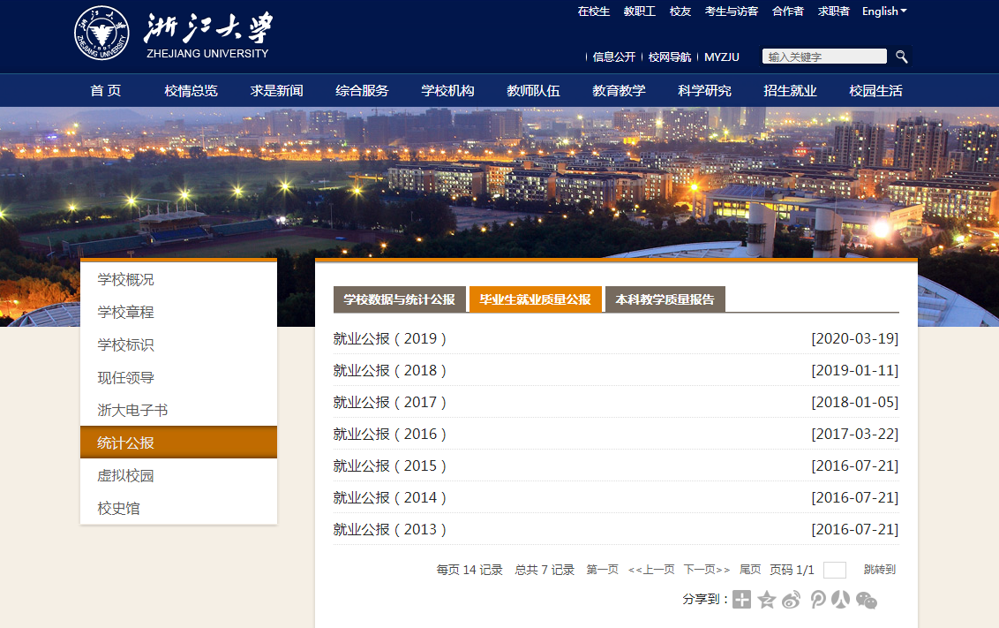 在校生 教职工 校友 考生与访客 合作者 求职者 English
浙江大学
ZHEJIANG UNIVERSITY
ZHEJIANG UNIVERSITY
1897
信息公开 校网导航 MYZJU 输入关键字
首 页 校情总览 求是新闻 综合服务 学校机构 教师队伍 教育教学 科学研究 招生就业 校园生活
学校概况
学校章程
学校标识
现任领导
浙大电子书
统计公报
虚拟校园
校史馆
学校数据与统计公报 毕业生就业质量公报 本科教学质量报告
就业公报（2019） [2020-03-19]
就业公报（2018） [2019-01-11]
就业公报（2017） [2018-01-05]
就业公报（2016） [2017-03-22]
就业公报（2015） [2016-07-21]
就业公报（2014） [2016-07-21]
就业公报（2013） [2016-07-21]
每页 14 记录 总共 7 记录 第一页 <<上一页 下一页>> 尾页 页码 1/1 跳转到
分享到：